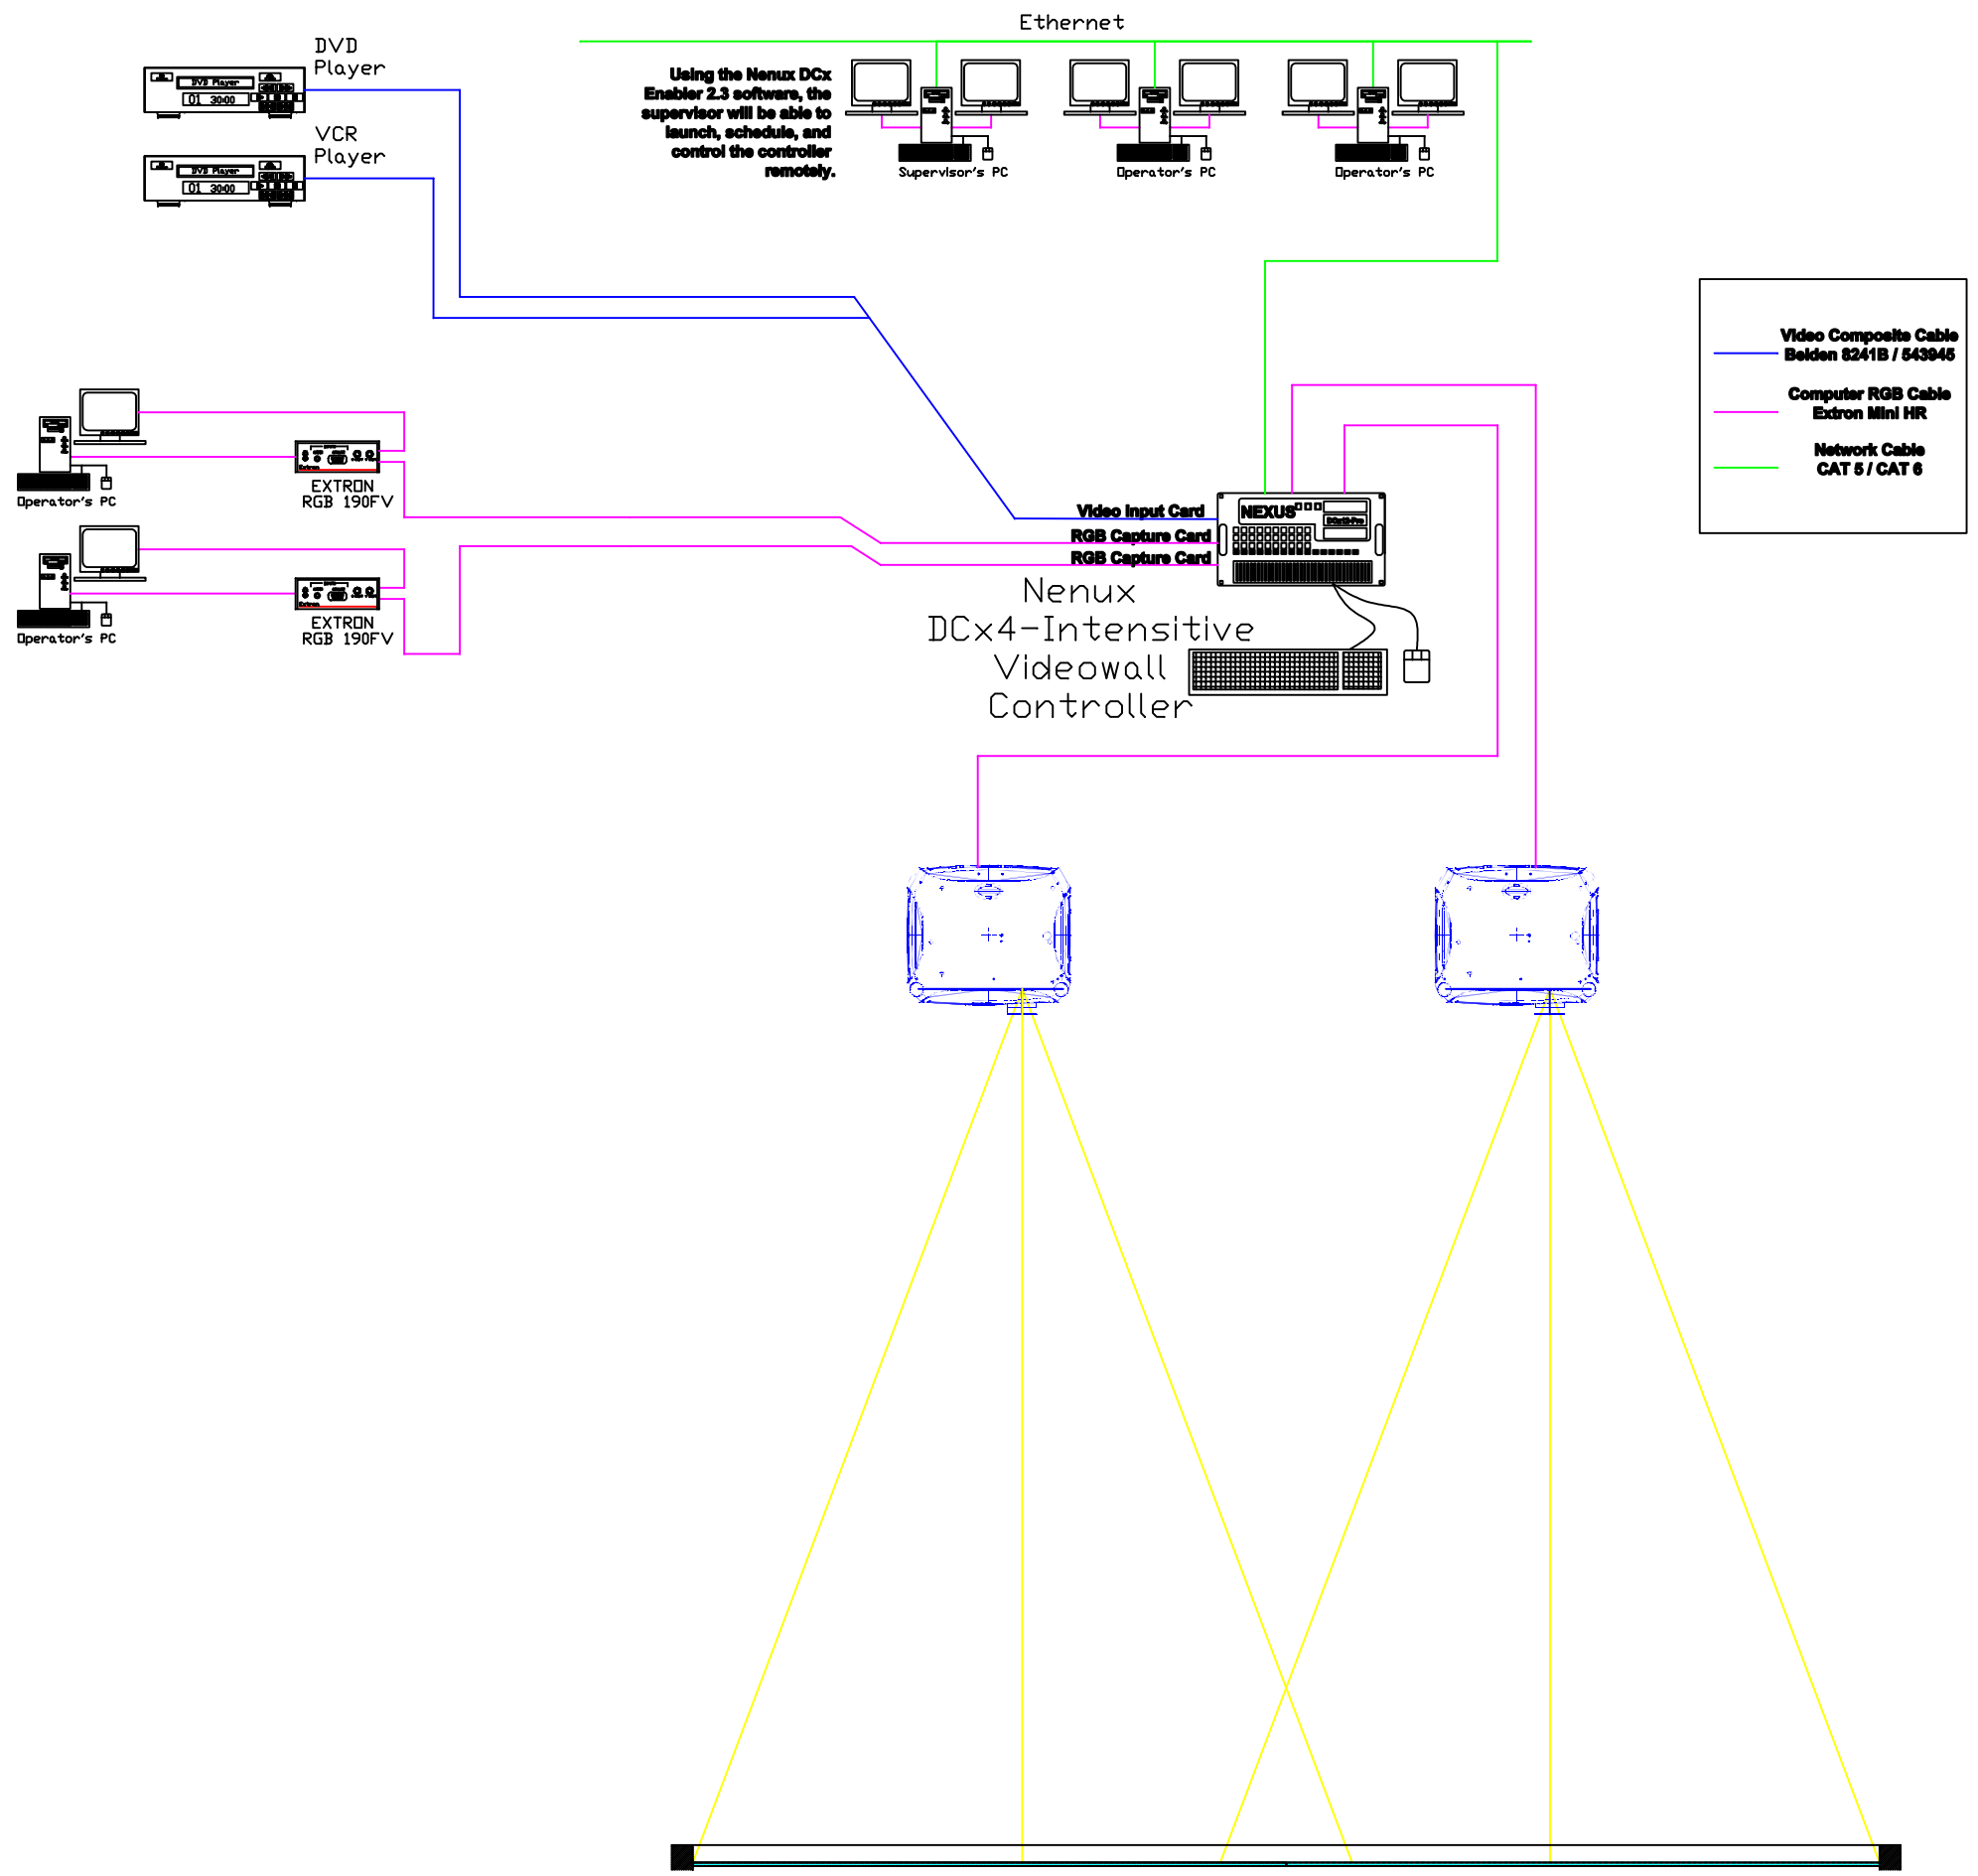 Ethernet
DVD
Player
DVD Player
01 30:00
VCR
Player
DVD Player
01 30:00
Using the Nenux DCx
Enabler 2.3 software, the
supervisor will be able to
launch, schedule, and
control the controller
remotely.
Supervisor's PC
Operator's PC
Operator's PC
Video Composite Cable
Belden 8241B / 543945
Computer RGB Cable
Extron Mini HR
Network Cable
CAT 5 / CAT 6
Operator's PC
Extron
EXTRON
RGB 190FV
Operator's PC
Extron
EXTRON
RGB 190FV
Video Input Card
RGB Capture Card
RGB Capture Card
NEXUS
Nenux
DCx4-Intensitive
Videowall
Controller